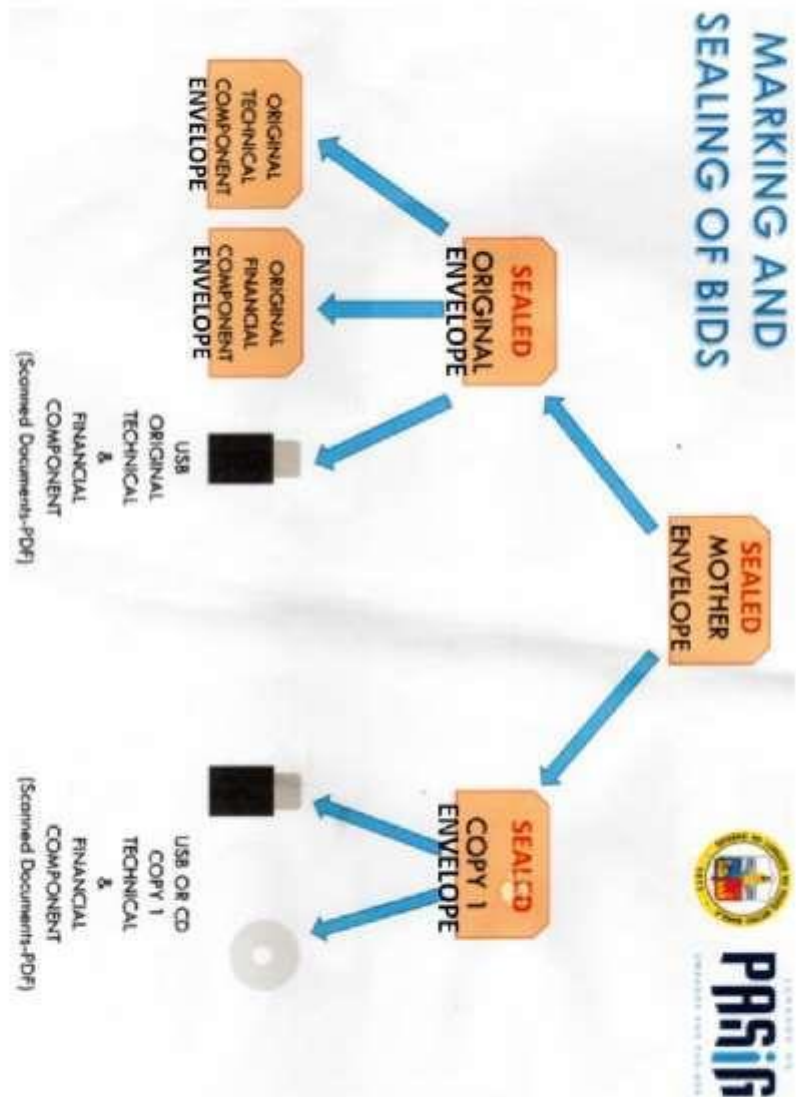 MARKING AND
SEALING OF BIDS
PASiG
SEALED
MOTHER
ENVELOPE
SEALED
ORIGINAL
ENVELOPE
SEALED
COPY 1
ENVELOPE
ORIGINAL
TECHNICAL
COMPONENT
ENVELOPE
ORIGINAL
FINANCIAL
COMPONENT
ENVELOPE
USB
ORIGINAL
TECHNICAL
&
FINANCIAL
COMPONENT
(Scanned Documents-PDF)
USB OR CD
COPY 1
TECHNICAL
&
FINANCIAL
COMPONENT
(Scanned Documents-PDF)